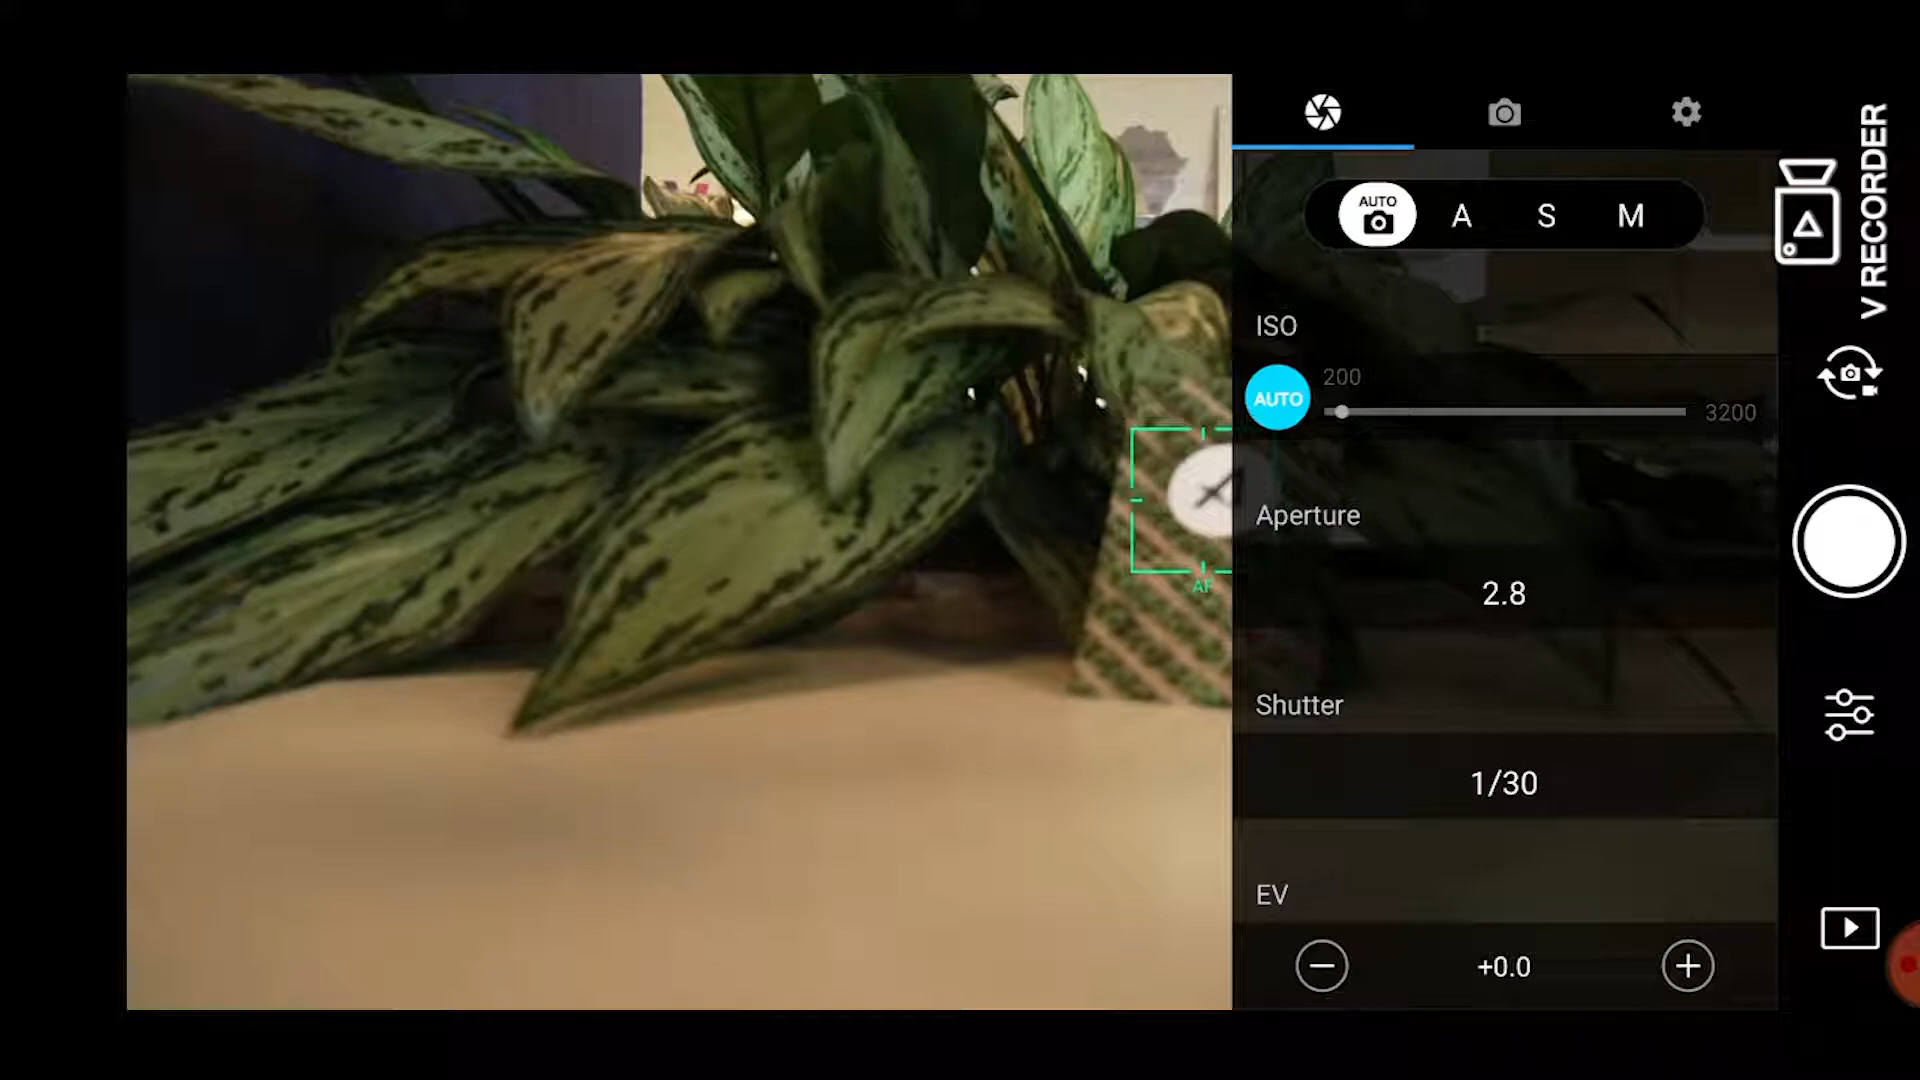 AUTO
A
S
M
ISO
AUTO
200
3200
Aperture
2.8
Shutter
1/30
EV
+0.0
AF
V RECORDER